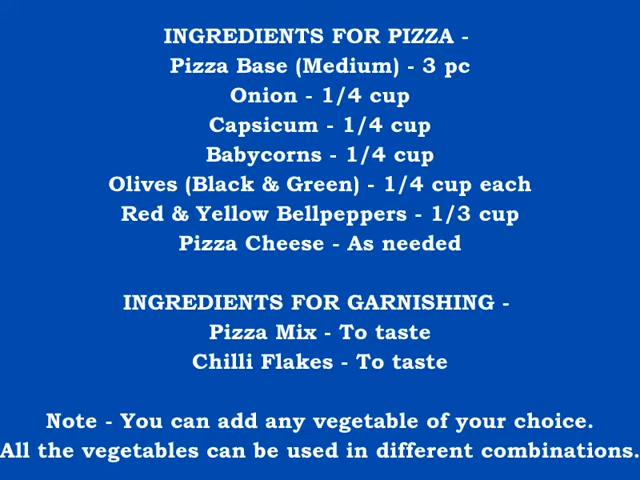 INGREDIENTS FOR PIZZA -
Pizza Base (Medium) - 3 pc
Onion - 1/4 cup
Capsicum - 1/4 cup
Babycorns - 1/4 cup
Olives (Black & Green) - 1/4 cup each
Red & Yellow Bellpeppers - 1/3 cup
Pizza Cheese - As needed
INGREDIENTS FOR GARNISHING -
Pizza Mix - To taste
Chilli Flakes - To taste
Note - You can add any vegetable of your choice.
All the vegetables can be used in different combinations.